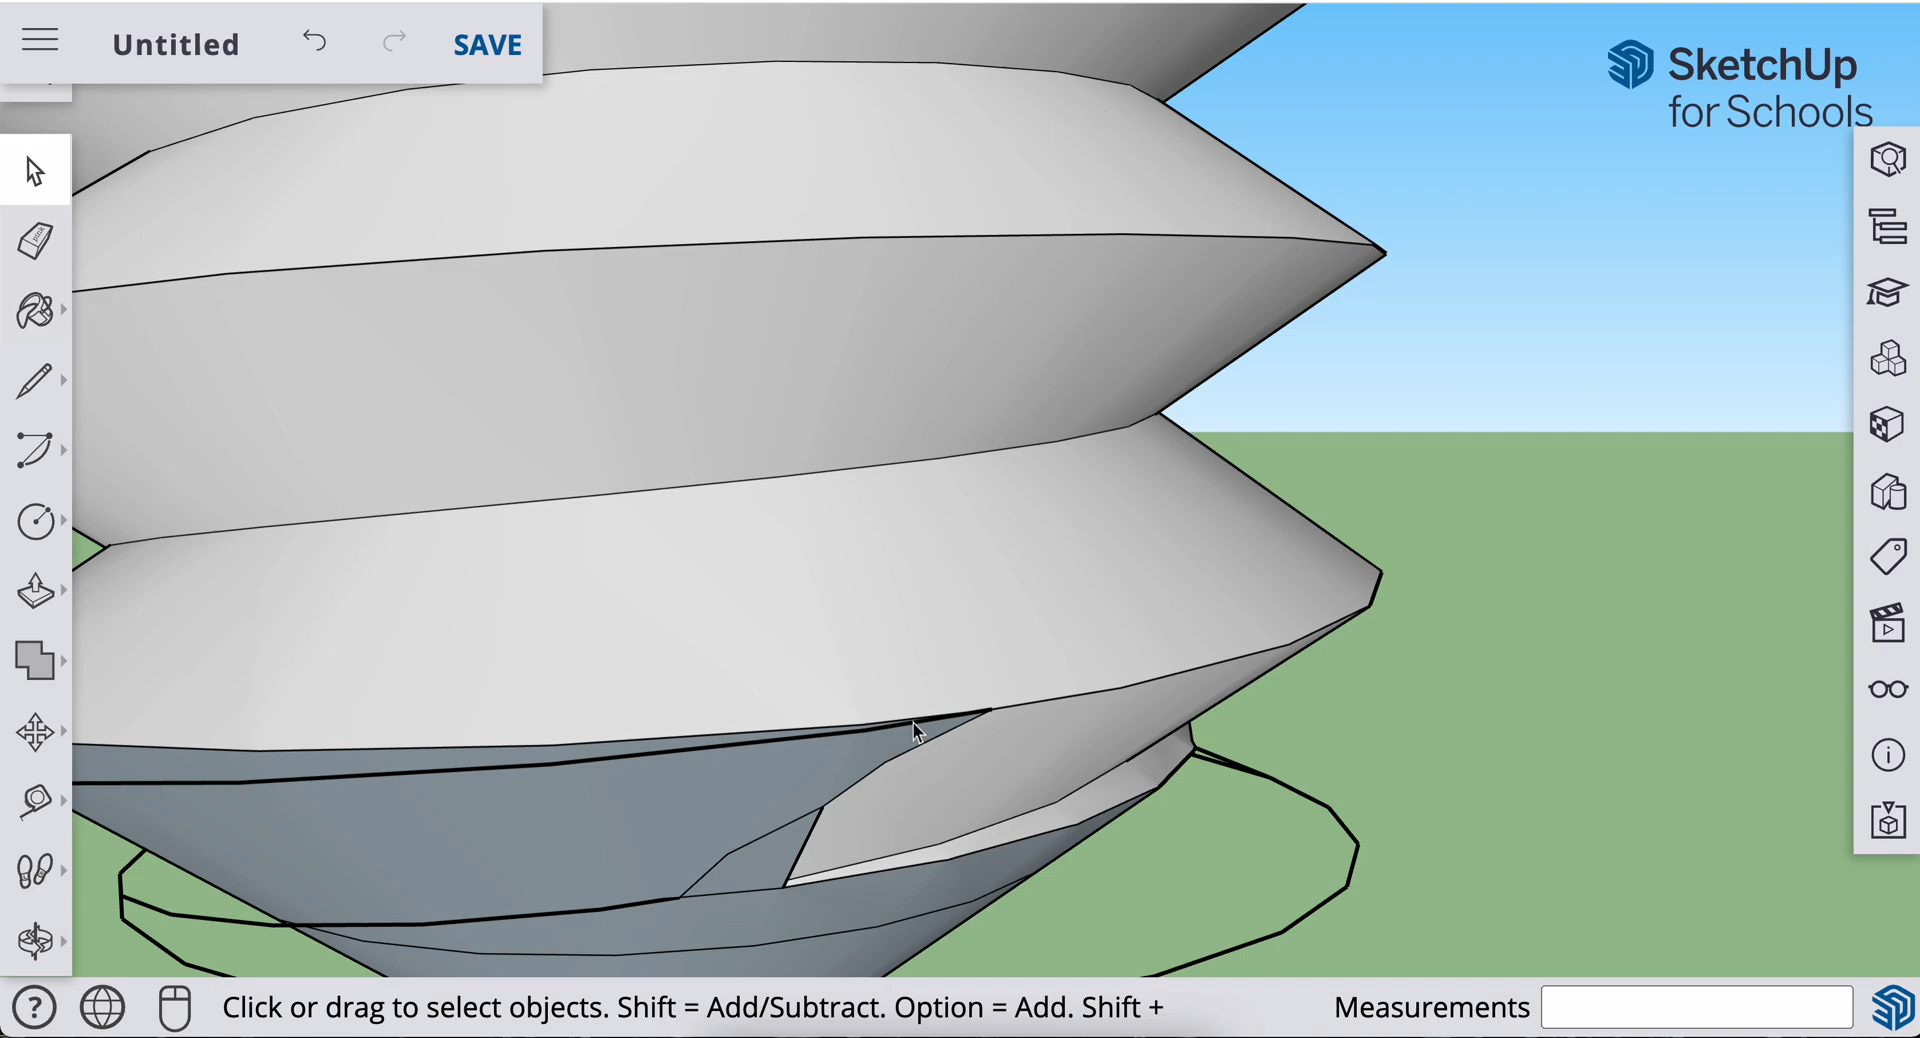 Untitled
SAVE
SketchUp
for Schools
Click or drag to select objects. Shift = Add/Subtract. Option = Add. Shift +
Measurements
?